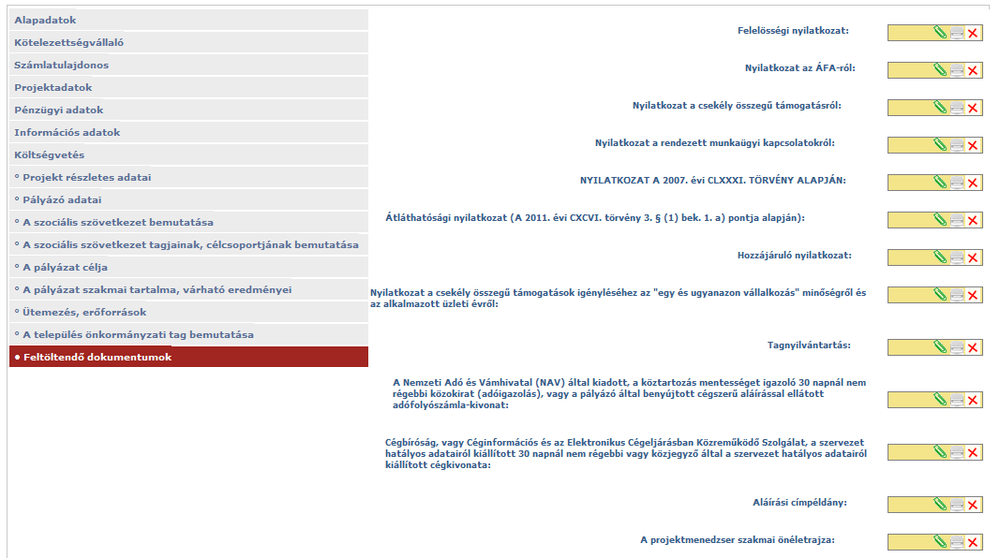 Alapadatok
Kötelezettségvállaló
Számlatulajdonos
Projektadatok
Pénzügyi adatok
Információs adatok
Költségvetés
° Projekt részletes adatai
° Pályázó adatai
° A szociális szövetkezet bemutatása
° A szociális szövetkezet tagjainak, célcsoportjának bemutatása
° A pályázat célja
° A pályázat szakmai tartalma, várható eredményei
° Ütemezés, erőforrások
° A település önkormányzati tag bemutatása
• Feltöltendő dokumentumok
Felelősségi nyilatkozat:
Nyilatkozat az ÁFA-ról:
Nyilatkozat a csekély összegű támogatásról:
Nyilatkozat a rendezett munkaügyi kapcsolatokról:
NYILATKOZAT A 2007. évi CLXXXI. TÖRVÉNY ALAPJÁN:
Átláthatósági nyilatkozat (A 2011. évi CXCVI. törvény 3. § (1) bek. 1. a) pontja alapján):
Hozzájáruló nyilatkozat:
Nyilatkozat a csekély összegű támogatások igényléséhez az "egy és ugyanazon vállalkozás" minőségről és
az alkalmazott üzleti évről:
Tagnyilvántartás:
A Nemzeti Adó és Vámhivatal (NAV) által kiadott, a köztartozás mentességet igazoló 30 napnál nem
régebbi közokirat (adóigazolás), vagy a pályázó által benyújtott cégszerű aláírással ellátott
adófolyószámla-kivonat:
Cégbíróság, vagy Céginformációs és az Elektronikus Cégeljárásban Közreműködő Szolgálat, a szervezet
hatályos adatairól kiállított 30 napnál nem régebbi vagy közjegyző által a szervezet hatályos adatairól
kiállított cégkivonata:
Aláírási címpéldány:
A projektmenedzser szakmai önéletrajza: